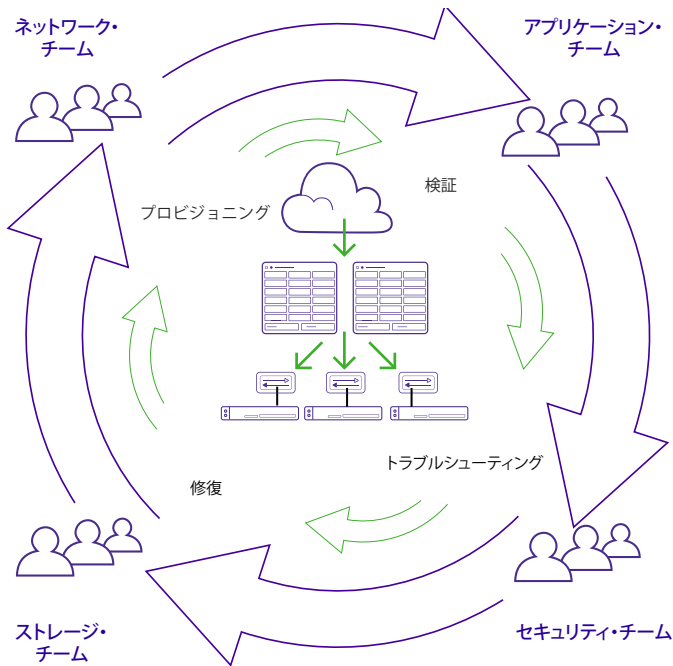 ネットワーク・
チーム
アプリケーション・
チーム
検証
プロビジョニング
トラブルシューティング
修復
ストレージ・
チーム
セキュリティ・チーム